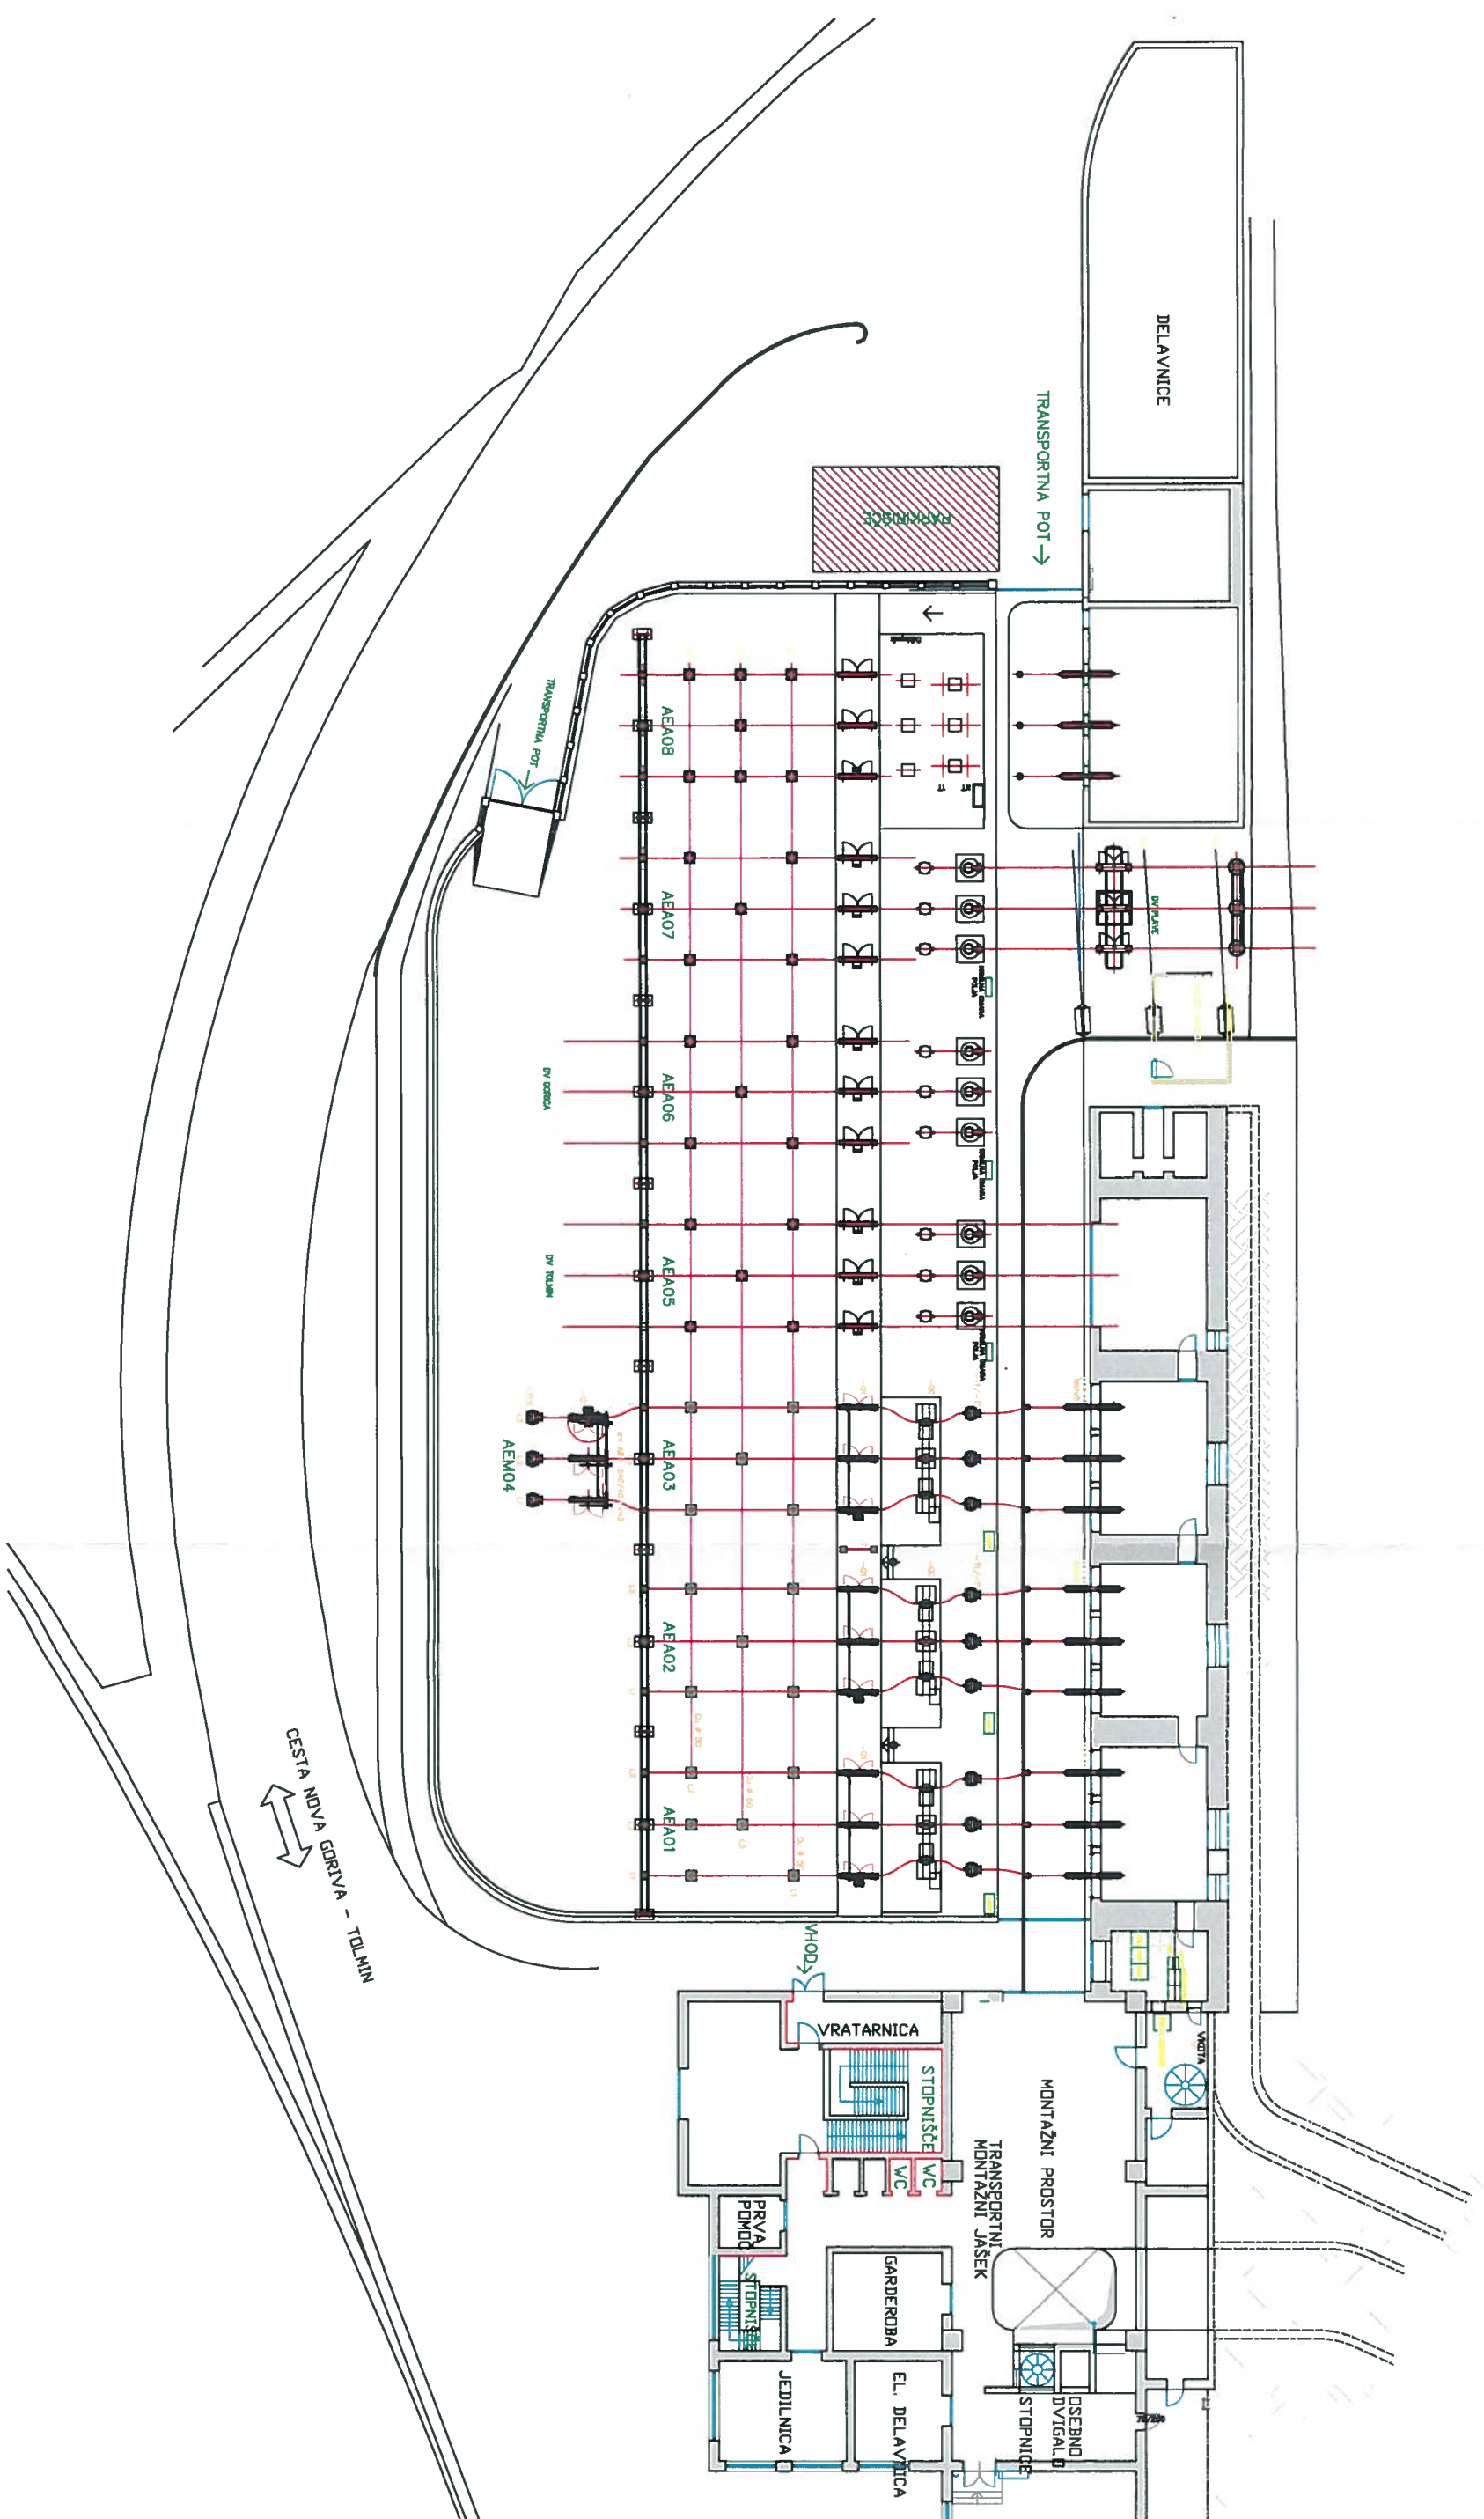 DELAVNICE
TRANSPORTNA POT
PARKIRIŠČE
TRANSPORTNA POT
AEA08
AEA07
DV PLAVE
AEA06
DV GORICA
AEA05
DV TOLMIN
AEA03
AEM04
AEA02
AEA01
CESTA NOVA GORIVA - TOLMIN
VHOD
VRATARNICA
STOPNIŠČE
WC
WC
MONTAŽNI PROSTOR
TRANSPORTNI
MONTAŽNI JAŠEK
PRVA
POMOČ
STOPNIŠČE
GARDEROBA
JEDILNICA
EL. DELAVNICA
OSEBNO
DVIGALO
STOPNICE